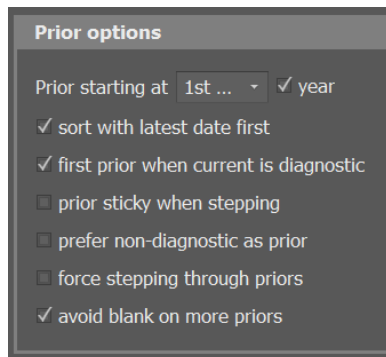 Prior options
Prior starting at 1st ... year
sort with latest date first
first prior when current is diagnostic
prior sticky when stepping
prefer non-diagnostic as prior
force stepping through priors
avoid blank on more priors